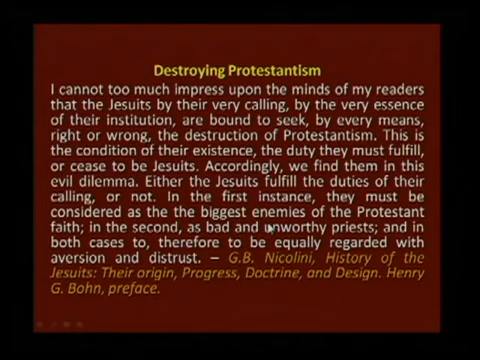 Destroying Protestantism
I cannot too much impress upon the minds of my readers
that the Jesuits by their very calling, by the very essence
of their institution, are bound to seek, by every means,
right or wrong, the destruction of Protestantism. This is
the condition of their existence, the duty they must fulfill,
or cease to be Jesuits. Accordingly, we find them in this
evil dilemma. Either the Jesuits fulfill the duties of their
calling, or not. In the first instance, they must be
considered as the the biggest enemies of the Protestant
faith; in the second, as bad and unworthy priests; and in
both cases to, therefore to be equally regarded with
aversion and distrust. – G.B. Nicolini, History of the
Jesuits: Their origin, Progress, Doctrine, and Design. Henry
G. Bohn, preface.